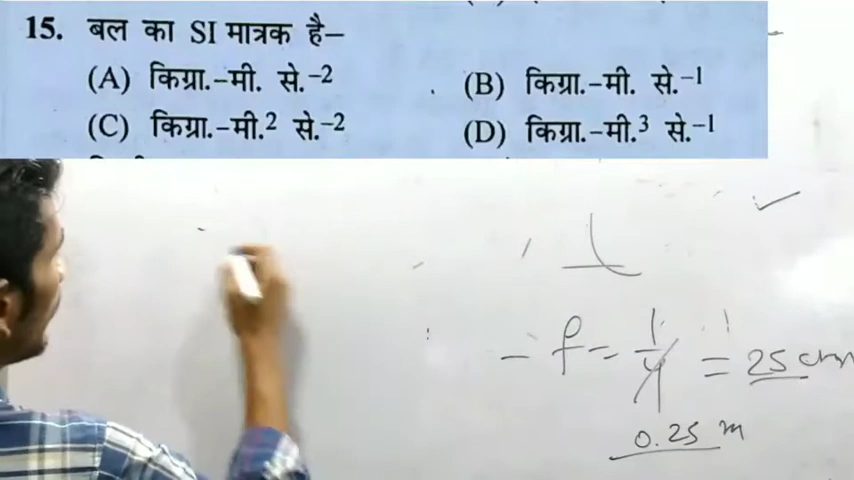 15. बल का SI मात्रक है–
(A) किग्रा.–मी. से.–2
(B) किग्रा.–मी. से.–1
(C) किग्रा.–मी.2 से.–2
(D) किग्रा.–मी.3 से.–1
– f = 1/4 = 25 cm
0.25 m